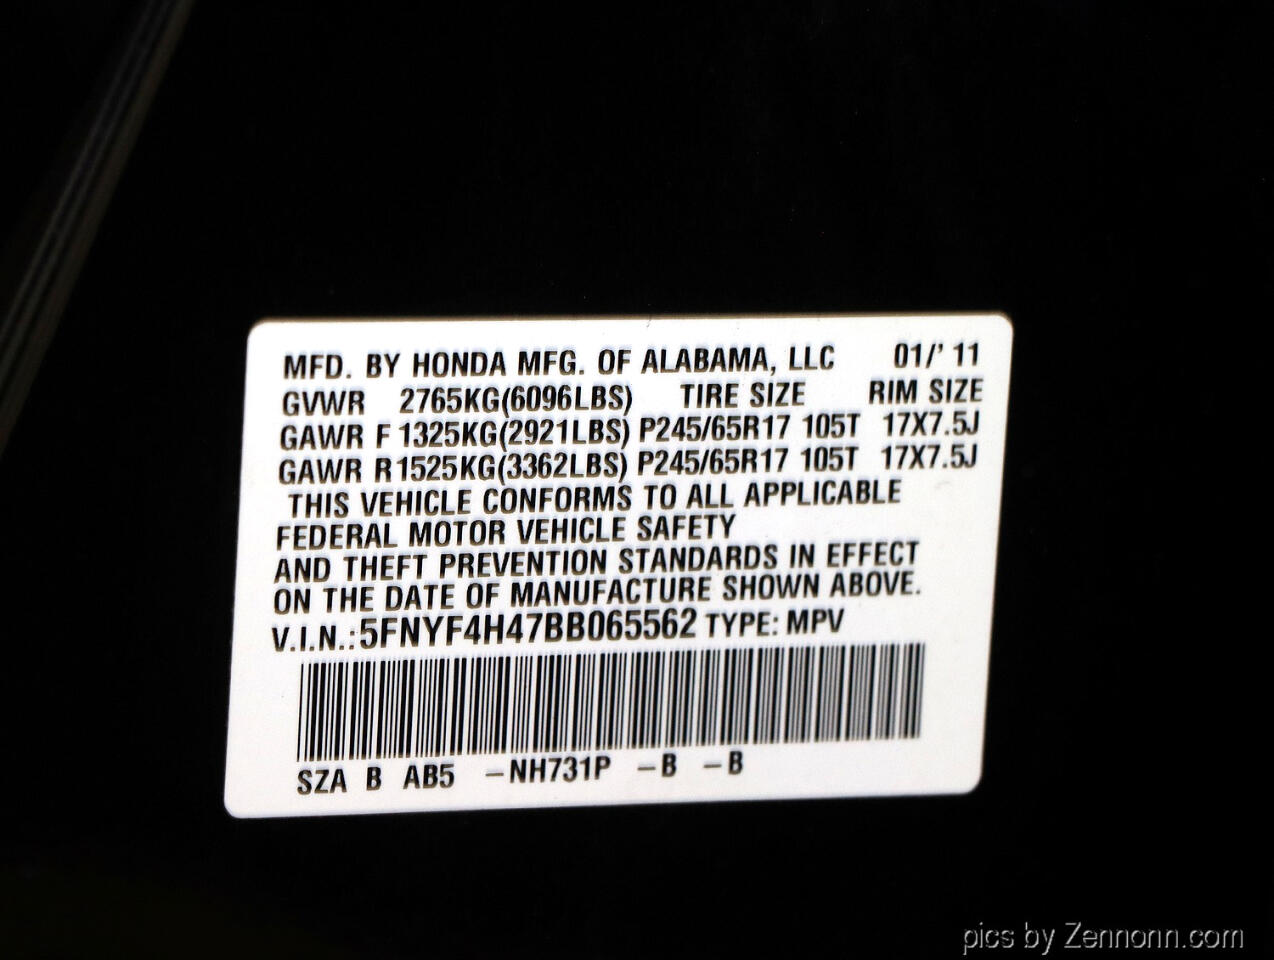 MFD. BY HONDA MFG. OF ALABAMA, LLC 01/' 11
GVWR 2765KG(6096LBS) TIRE SIZE RIM SIZE
GAWR F 1325KG(2921LBS) P245/65R17 105T 17X7.5J
GAWR R1525KG(3362LBS) P245/65R17 105T 17X7.5J
THIS VEHICLE CONFORMS TO ALL APPLICABLE
FEDERAL MOTOR VEHICLE SAFETY
AND THEFT PREVENTION STANDARDS IN EFFECT
ON THE DATE OF MANUFACTURE SHOWN ABOVE.
V.I.N.:5FNYF4H47BB065562 TYPE: MPV
SZA B AB5 -NH731P -B -B
pics by Zennonn.com